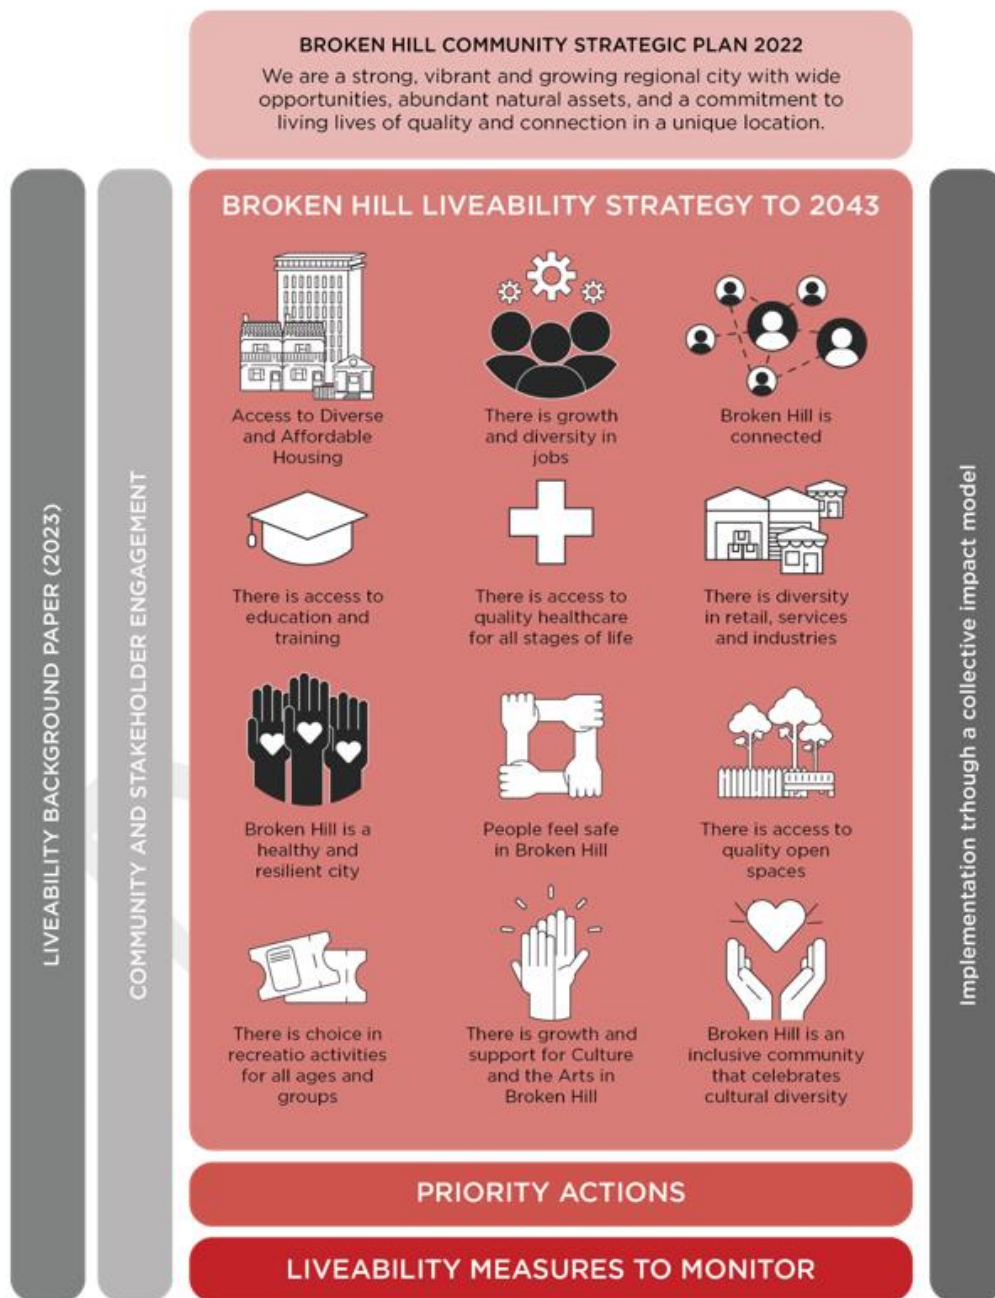 BROKEN HILL COMMUNITY STRATEGIC PLAN 2022
We are a strong, vibrant and growing regional city with wide
opportunities, abundant natural assets, and a commitment to
living lives of quality and connection in a unique location.
LIVEABILITY BACKGROUND PAPER (2023)
COMMUNITY AND STAKEHOLDER ENGAGEMENT
BROKEN HILL LIVEABILITY STRATEGY TO 2043
Access to Diverse
and Affordable
Housing
There is growth
and diversity in
jobs
Broken Hill is
connected
There is access to
education and
training
There is access to
quality healthcare
for all stages of life
There is diversity
in retail, services
and industries
Broken Hill is a
healthy and
resilient city
People feel safe
in Broken Hill
There is access to
quality open
spaces
There is choice in
recreatio activities
for all ages and
groups
There is growth and
support for Culture
and the Arts in
Broken Hill
Broken Hill is an
inclusive community
that celebrates
cultural diversity
Implementation trhough a collective impact model
PRIORITY ACTIONS
LIVEABILITY MEASURES TO MONITOR